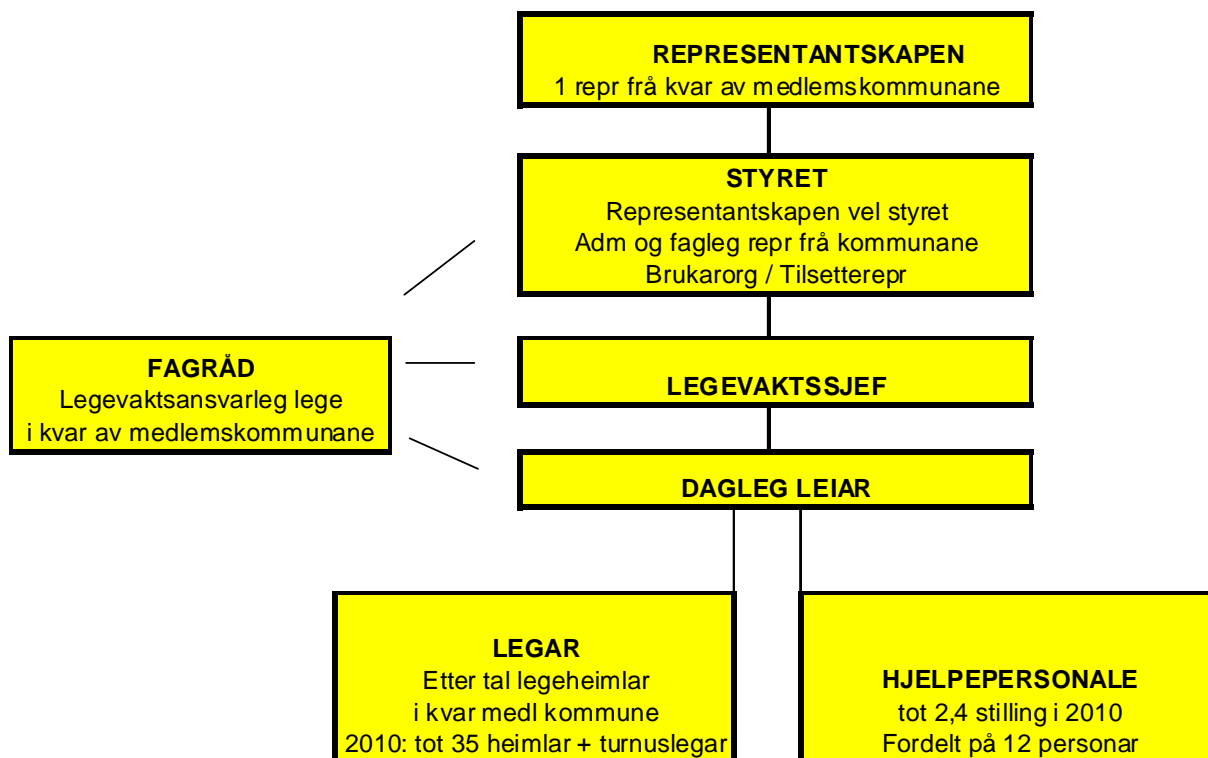 REPRESENTANTSKAPEN
1 repr frå kvar av medlemskommunane
STYRET
Representantskapen vel styret
Adm og fagleg repr frå kommunane
Brukarorg / Tilsetterepr
FAGRÅD
Legevaktsansvarleg lege
i kvar av medlemskommunane
LEGEVAKTSSJEF
DAGLEG LEIAR
LEGAR
Etter tal legeheimlar
i kvar medl kommune
2010: tot 35 heimlar + turnuslegar
HJELPEPERSONALE
tot 2,4 stilling i 2010
Fordelt på 12 personar